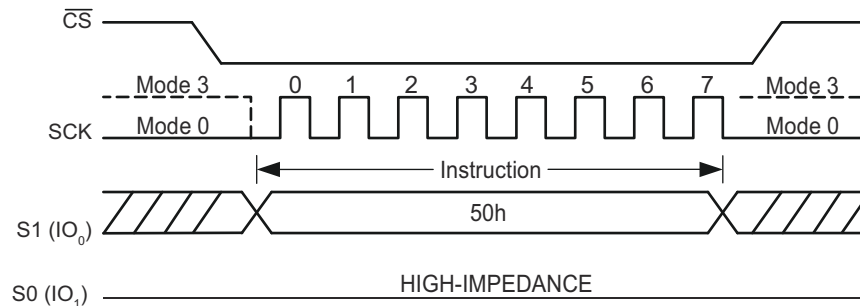 CS
Mode 3 0 1 2 3 4 5 6 7 Mode 3
SCK Mode 0 Mode 0
Instruction
50h
S1 (IO0)
HIGH-IMPEDANCE
S0 (IO1)